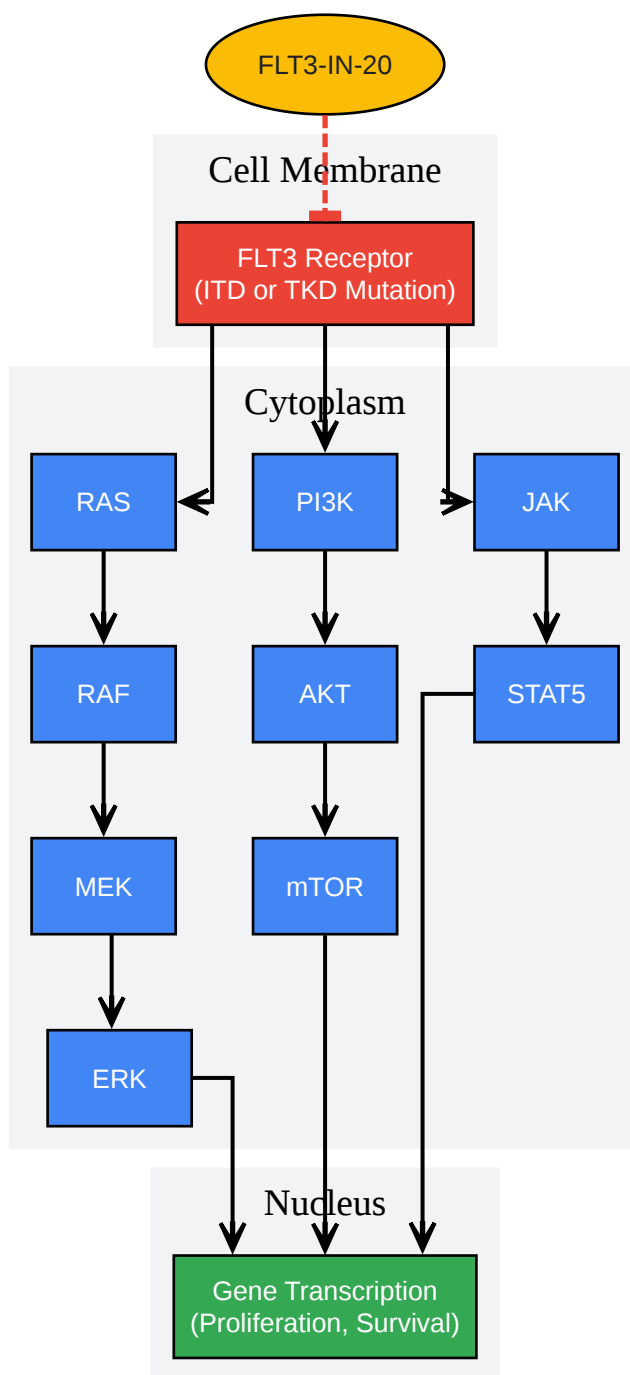 FLT3-IN-20
Cell Membrane
FLT3 Receptor
(ITD or TKD Mutation)
Cytoplasm
RAS
PI3K
JAK
RAF
AKT
STAT5
MEK
mTOR
ERK
Nucleus
Gene Transcription
(Proliferation, Survival)